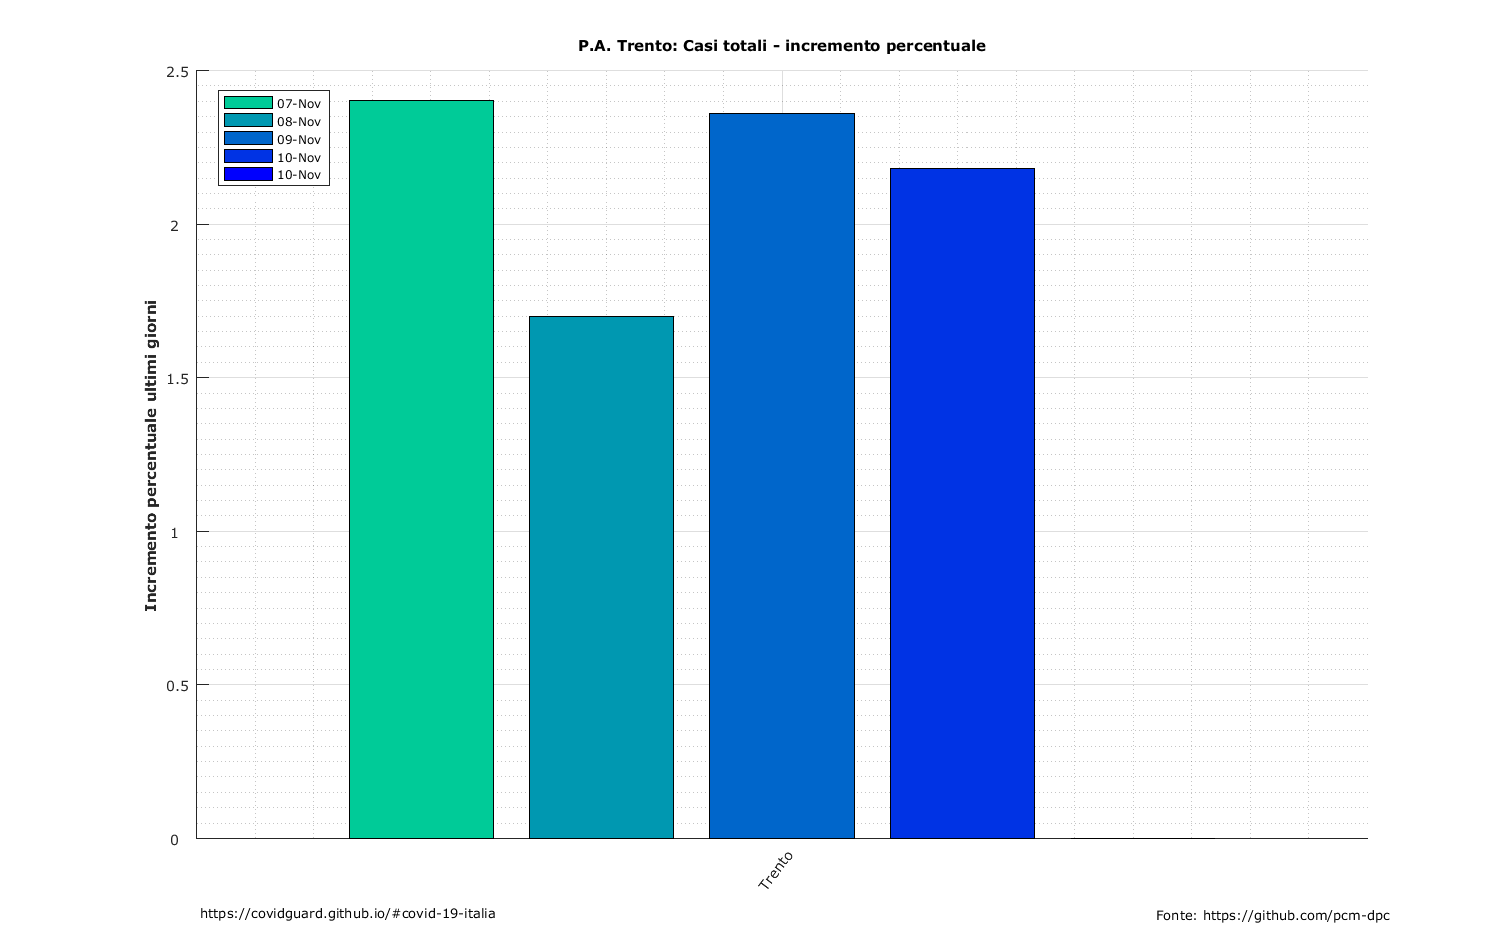 P.A. Trento: Casi totali - incremento percentuale
2.5
2
1.5
1
0.5
0
Incremento percentuale ultimi giorni
07-Nov
08-Nov
09-Nov
10-Nov
10-Nov
Trento
https://covidguard.github.io/#covid-19-italia
Fonte: https://github.com/pcm-dpc